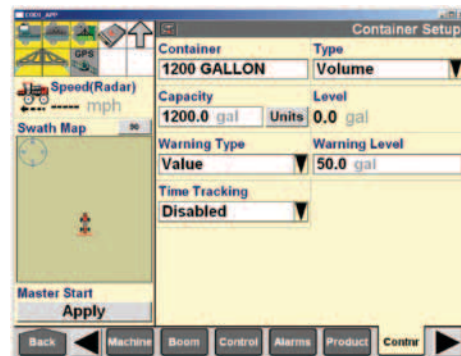 Container Setup
GPS
Speed(Radar)
----- mph
Swath Map
Master Start
Apply
Container
1200 GALLON
Type
Volume
Capacity
1200.0 gal
Units
Level
0.0 gal
Warning Type
Value
Warning Level
50.0 gal
Time Tracking
Disabled
Back
Machine
Boom
Control
Alarms
Product
Contnr